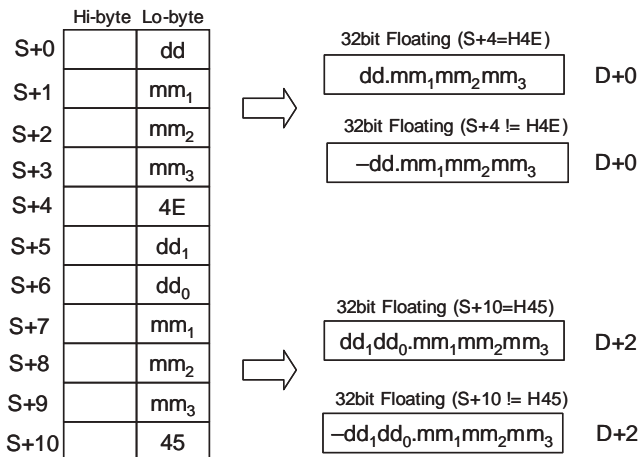 Hi-byte Lo-byte
S+0 dd
S+1 mm₁
S+2 mm₂
S+3 mm₃
S+4 4E
S+5 dd₁
S+6 dd₀
S+7 mm₁
S+8 mm₂
S+9 mm₃
S+10 45
32bit Floating (S+4=H4E)
dd.mm₁mm₂mm₃ D+0
32bit Floating (S+4 != H4E)
–dd.mm₁mm₂mm₃ D+0
32bit Floating (S+10=H45)
dd₁dd₀.mm₁mm₂mm₃ D+2
32bit Floating (S+10 != H45)
–dd₁dd₀.mm₁mm₂mm₃ D+2